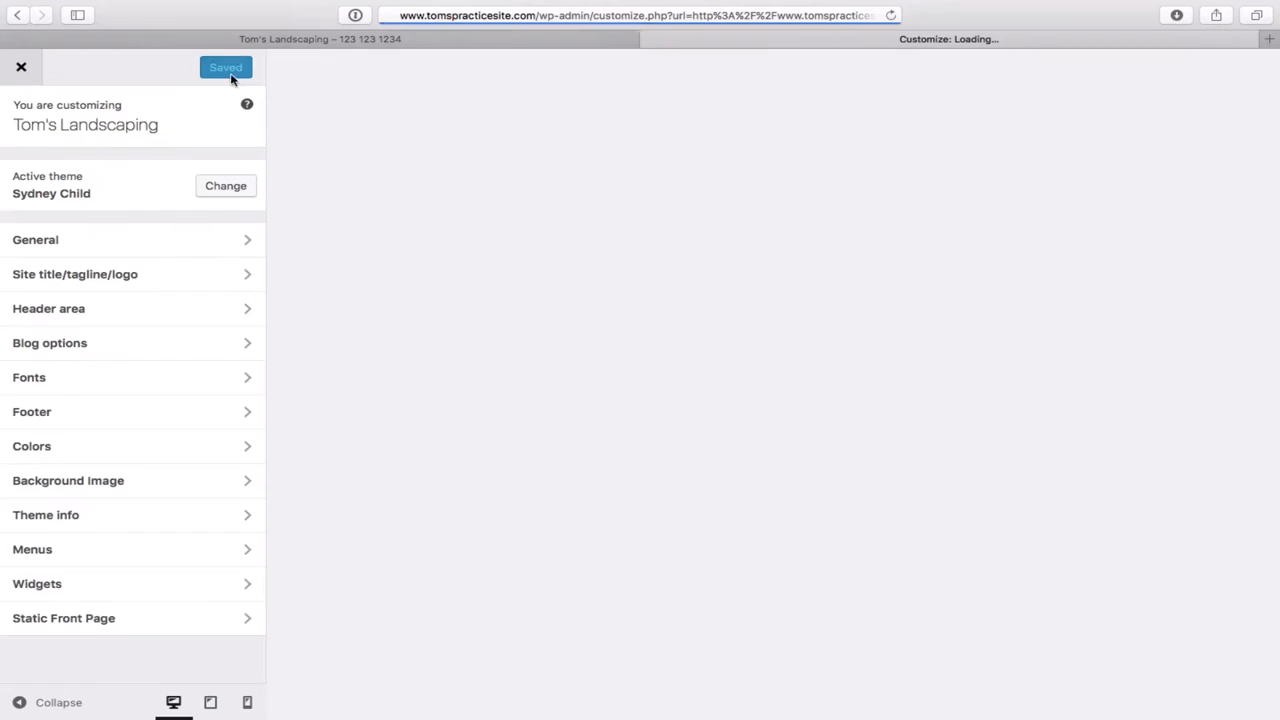 www.tomspracticesite.com/wp-admin/customize.php?url=http%3A%2F%2Fwww.tomspractices
Tom's Landscaping – 123 123 1234
Customize: Loading...
Saved
You are customizing
Tom's Landscaping
Active theme
Sydney Child
Change
General
Site title/tagline/logo
Header area
Blog options
Fonts
Footer
Colors
Background Image
Theme info
Menus
Widgets
Static Front Page
Collapse